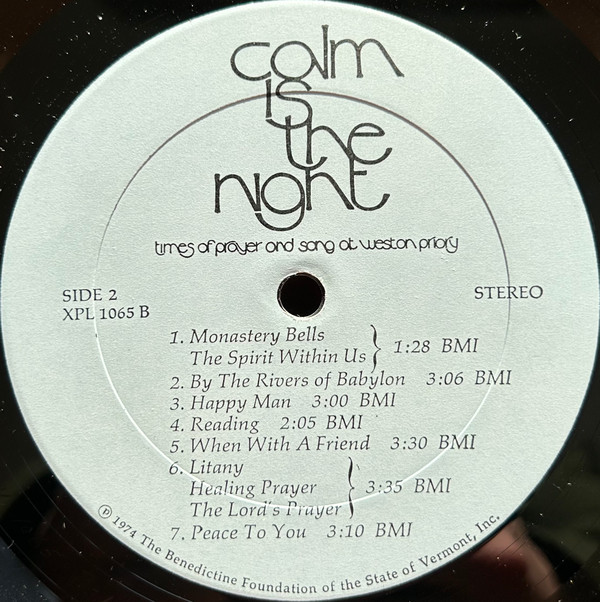 calm
is
the
night
times of prayer and song at weston priory
SIDE 2
XPL 1065 B
STEREO
1. Monastery Bells
The Spirit Within Us } 1:28 BMI
2. By The Rivers of Babylon 3:06 BMI
3. Happy Man 3:00 BMI
4. Reading 2:05 BMI
5. When With A Friend 3:30 BMI
6. Litany
Healing Prayer } 3:35 BMI
The Lord's Prayer
7. Peace To You 3:10 BMI
℗ 1974 The Benedictine Foundation of the State of Vermont, Inc.